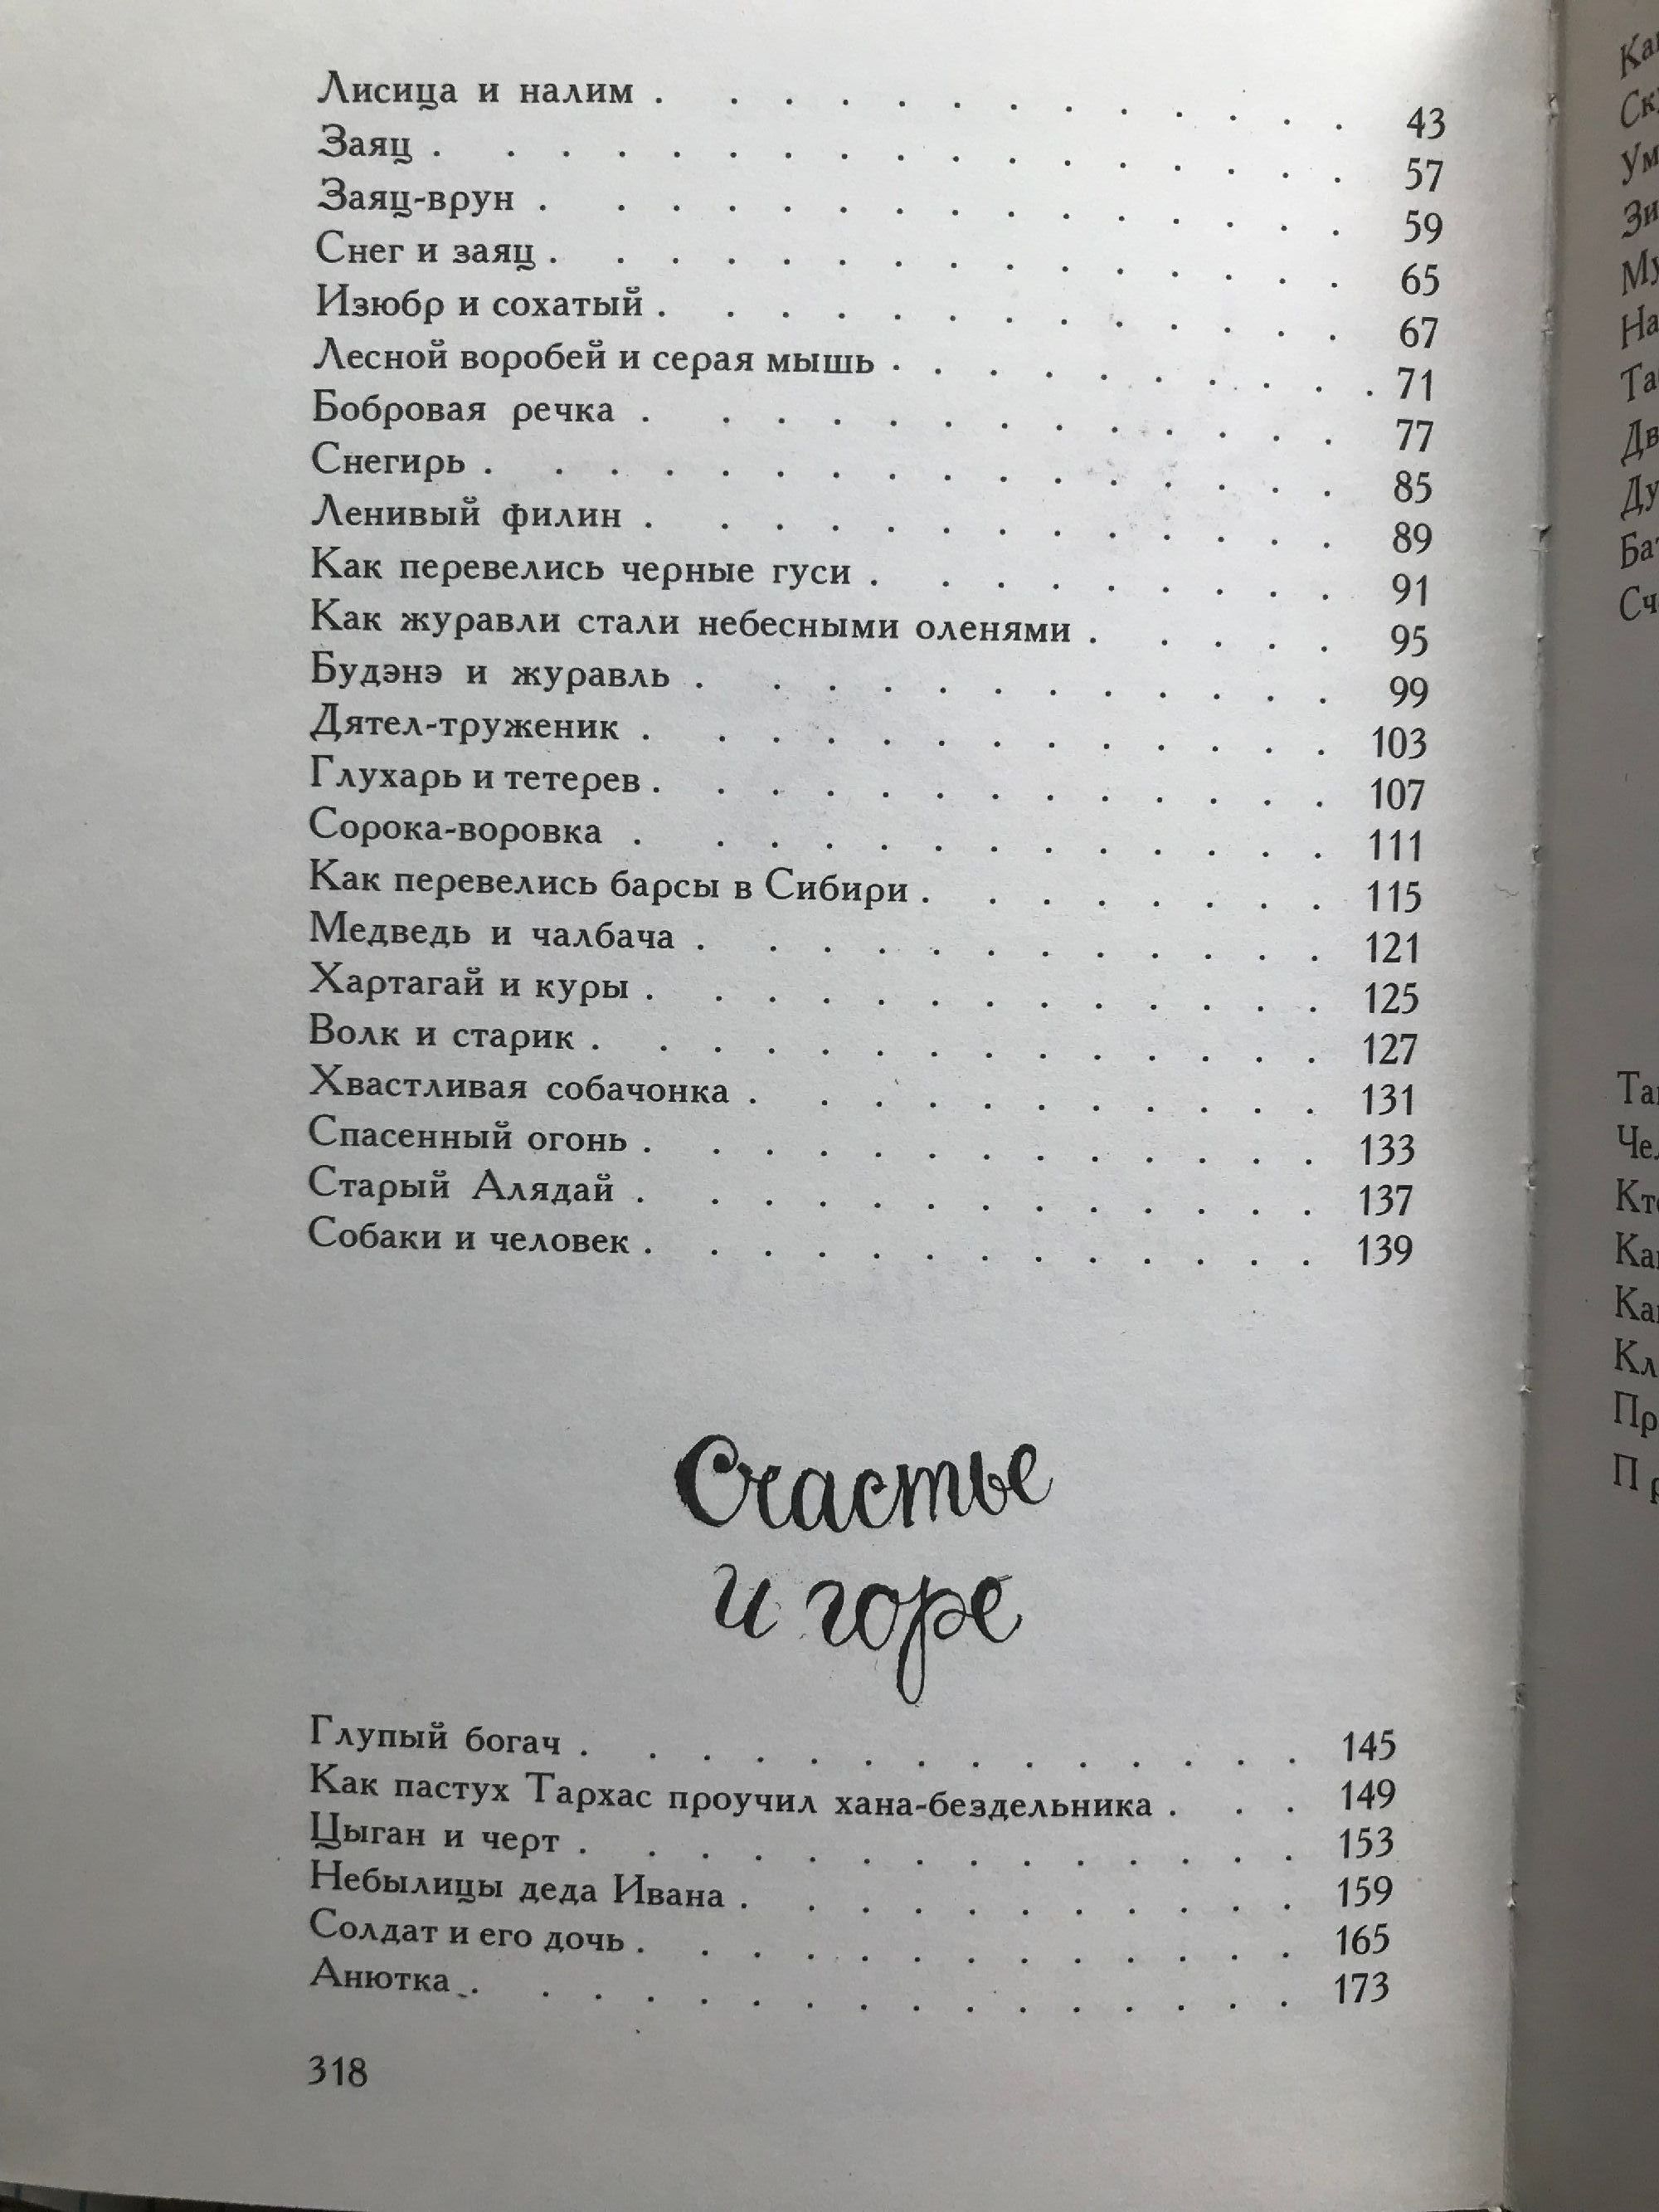 Лисица и налим . . . . . . . . . . . . . 43
Заяц . . . . . . . . . . . . . . . . . 57
Заяц-врун . . . . . . . . . . . . . . . 59
Снег и заяц . . . . . . . . . . . . . . . 65
Изюбр и сохатый . . . . . . . . . . . . . 67
Лесной воробей и серая мышь . . . . . . . . . . 71
Бобровая речка . . . . . . . . . . . . . 77
Снегирь . . . . . . . . . . . . . . . . 85
Ленивый филин . . . . . . . . . . . . . 89
Как перевелись черные гуси . . . . . . . . . 91
Как журавли стали небесными оленями . . . . . 95
Будэнэ и журавль . . . . . . . . . . . . 99
Дятел-труженик . . . . . . . . . . . . . 103
Глухарь и тетерев . . . . . . . . . . . . . 107
Сорока-воровка . . . . . . . . . . . . . 111
Как перевелись барсы в Сибири . . . . . . . . 115
Медведь и чалбача . . . . . . . . . . . . 121
Хартагай и куры . . . . . . . . . . . . . 125
Волк и старик . . . . . . . . . . . . . . 127
Хвастливая собачонка . . . . . . . . . . . 131
Спасенный огонь . . . . . . . . . . . . . 133
Старый Алядай . . . . . . . . . . . . . 137
Собаки и человек . . . . . . . . . . . . . 139
Счастье
и горе
Глупый богач . . . . . . . . . . . . . . 145
Как пастух Тархас проучил хана-бездельника . . . 149
Цыган и черт . . . . . . . . . . . . . . 153
Небылицы деда Ивана . . . . . . . . . . . 159
Солдат и его дочь . . . . . . . . . . . . . 165
Анютка . . . . . . . . . . . . . . . . 173
318